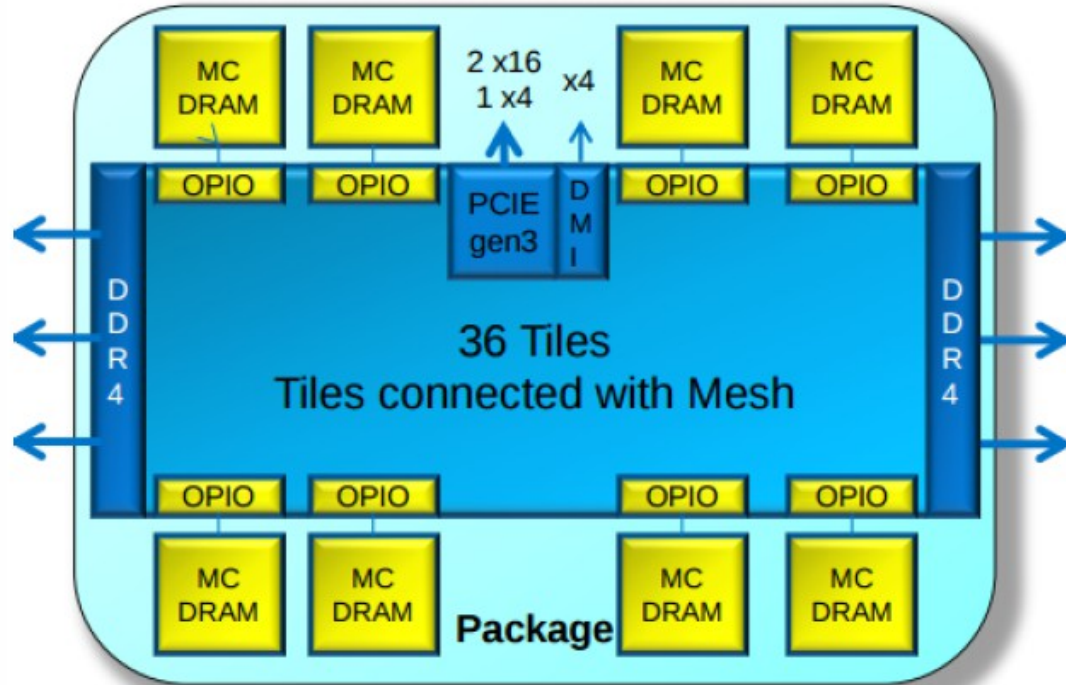 MC
DRAM
MC
DRAM
2 x16
1 x4
x4
MC
DRAM
MC
DRAM
OPIO
OPIO
PCIE
gen3
D
M
I
OPIO
OPIO
D
D
R
4
36 Tiles
Tiles connected with Mesh
D
D
R
4
OPIO
OPIO
OPIO
OPIO
MC
DRAM
MC
DRAM
Package
MC
DRAM
MC
DRAM